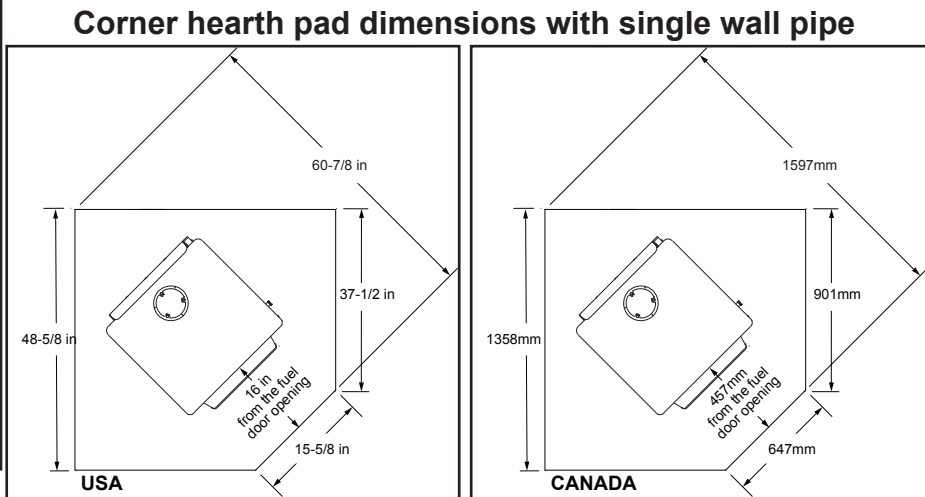 Corner hearth pad dimensions with single wall pipe
60-7/8 in
37-1/2 in
48-5/8 in
16 in
from the fuel
door opening
15-5/8 in
USA
1597mm
901mm
1358mm
457mm
from the fuel
door opening
647mm
CANADA